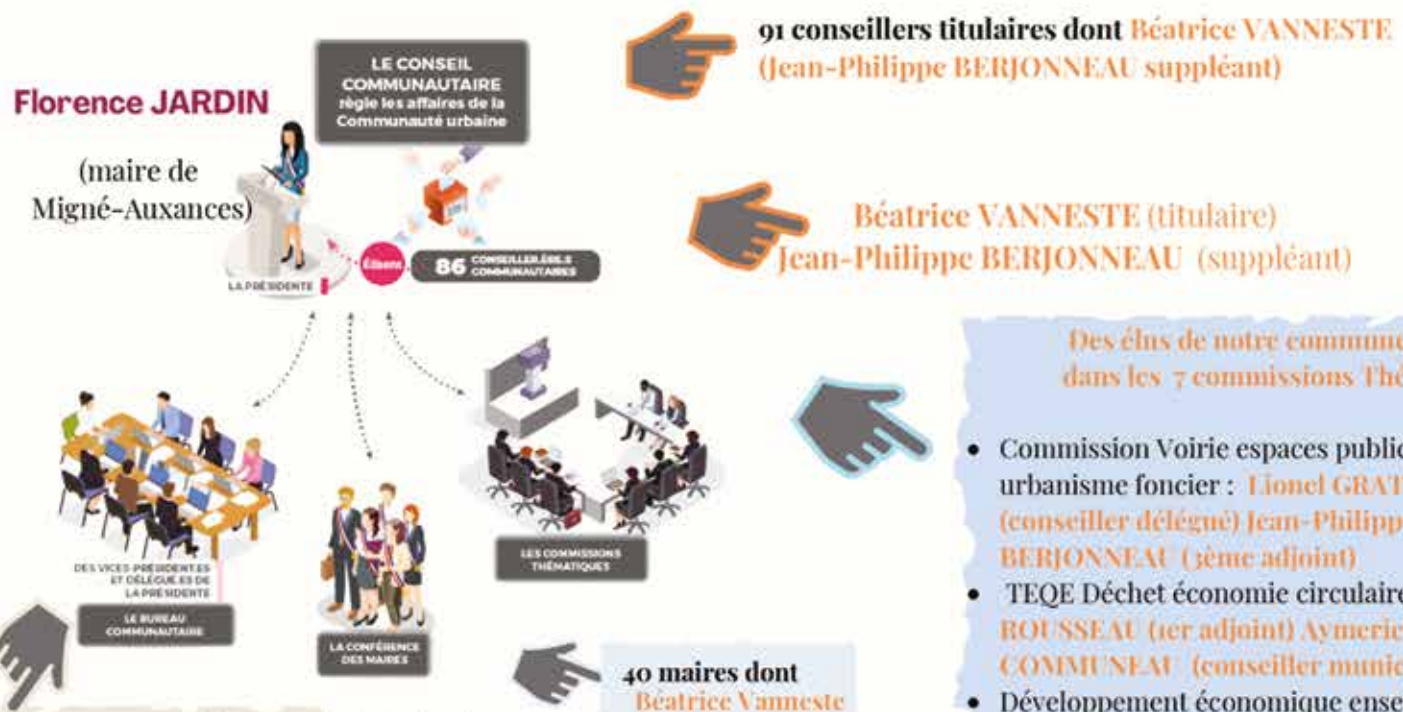 91 conseillers titulaires dont Béatrice VANNESTE
(Jean-Philippe BERJONNEAU suppléant)
Florence JARDIN
(maire de
Migné-Auxances)
LE CONSEIL
COMMUNAUTAIRE
règle les affaires de la
Communauté urbaine
Élisent
86 CONSEILLER.ÈRE.S
COMMUNAUTAIRES
LA PRÉSIDENTE
Béatrice VANNESTE (titulaire)
Jean-Philippe BERJONNEAU (suppléant)
DES VICES-PRÉSIDENT.ES
ET DÉLÉGUÉ.ES DE
LA PRÉSIDENTE
LE BUREAU
COMMUNAUTAIRE
LA CONFÉRENCE
DES MAIRES
LES COMMISSIONS
THÉMATIQUES
40 maires dont
Béatrice Vanneste
Des élus de notre commune
dans les 7 commissions
Commission Voirie espaces public
urbanisme foncier : Lionel
(conseiller délégué) Jean-Philippe
BERJONNEAU (3ème adjoint)
TEQE Déchet économie circulaire
ROUSSEAU (1er adjoint) Aymeric
COMMUNEAU (conseiller
Développement économique